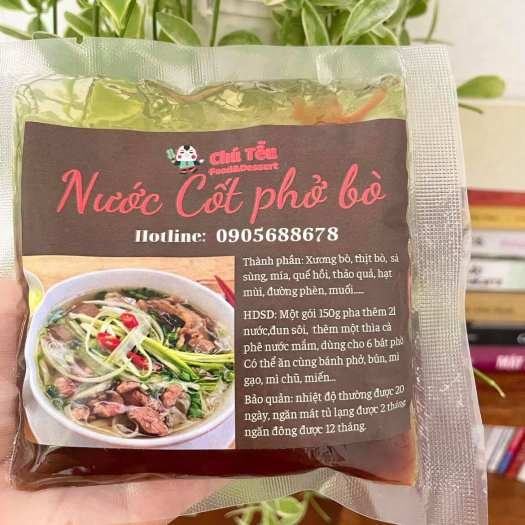 Chú Tễu
Food&Dessert
Nước Cốt phở bò
Hotline: 0905688678
Thành phần: Xương bò, thịt bò, sá
sùng, mía, quế hồi, thảo quả, hạt
mùi, đường phèn, muối.....
HDSD: Một gói 150g pha thêm 2l
nước,đun sôi, thêm một thìa cà
phê nước mắm, dùng cho 6 bát phở
Có thể ăn cùng bánh phở, bún, mì
gạo, mì chũ, miến...
Bảo quản: nhiệt độ thường được 20
ngày, ngăn mát tủ lạng được 2 tháng
ngăn đông được 12 tháng.